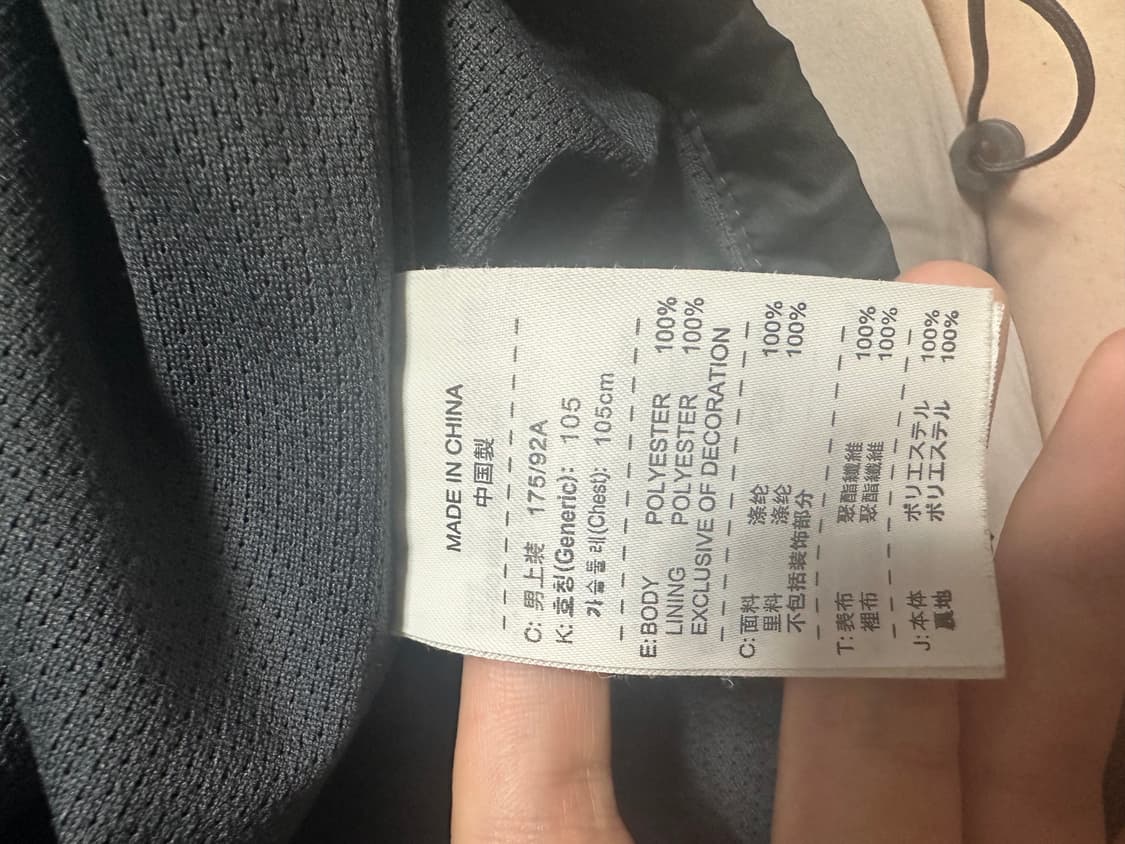 MADE IN CHINA
中国製
C: 男上装 175/92A
K: 호칭(Generic): 105
가슴둘레(Chest): 105cm
E: BODY POLYESTER 100%
LINING POLYESTER 100%
EXCLUSIVE OF DECORATION
C: 面料 涤纶 100%
里料 涤纶 100%
不包括装饰部分
T: 表布 聚酯纖維 100%
裡布 聚酯纖維 100%
J: 本体 ポリエステル 100%
裏地 ポリエステル 100%